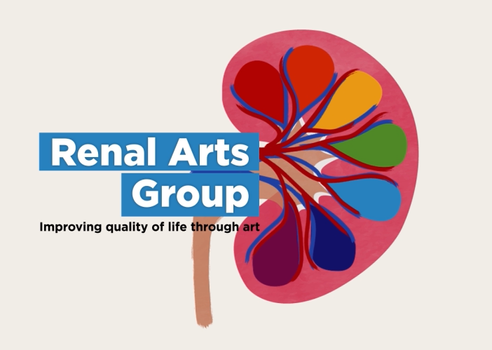 Renal Arts
Group
Improving quality of life through art